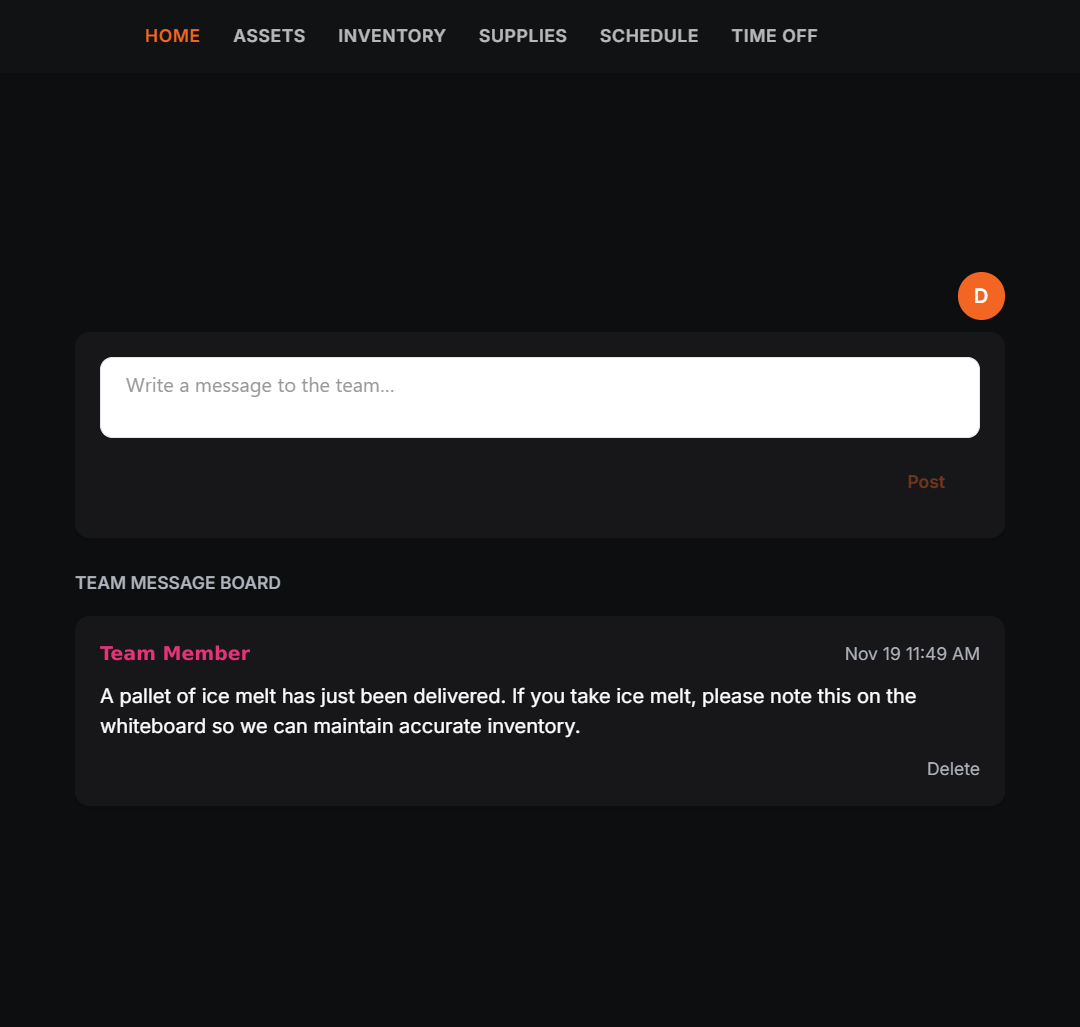 HOME ASSETS INVENTORY SUPPLIES SCHEDULE TIME OFF
D
Write a message to the team...
Post
TEAM MESSAGE BOARD
Team Member Nov 19 11:49 AM
A pallet of ice melt has just been delivered. If you take ice melt, please note this on the
whiteboard so we can maintain accurate inventory.
Delete